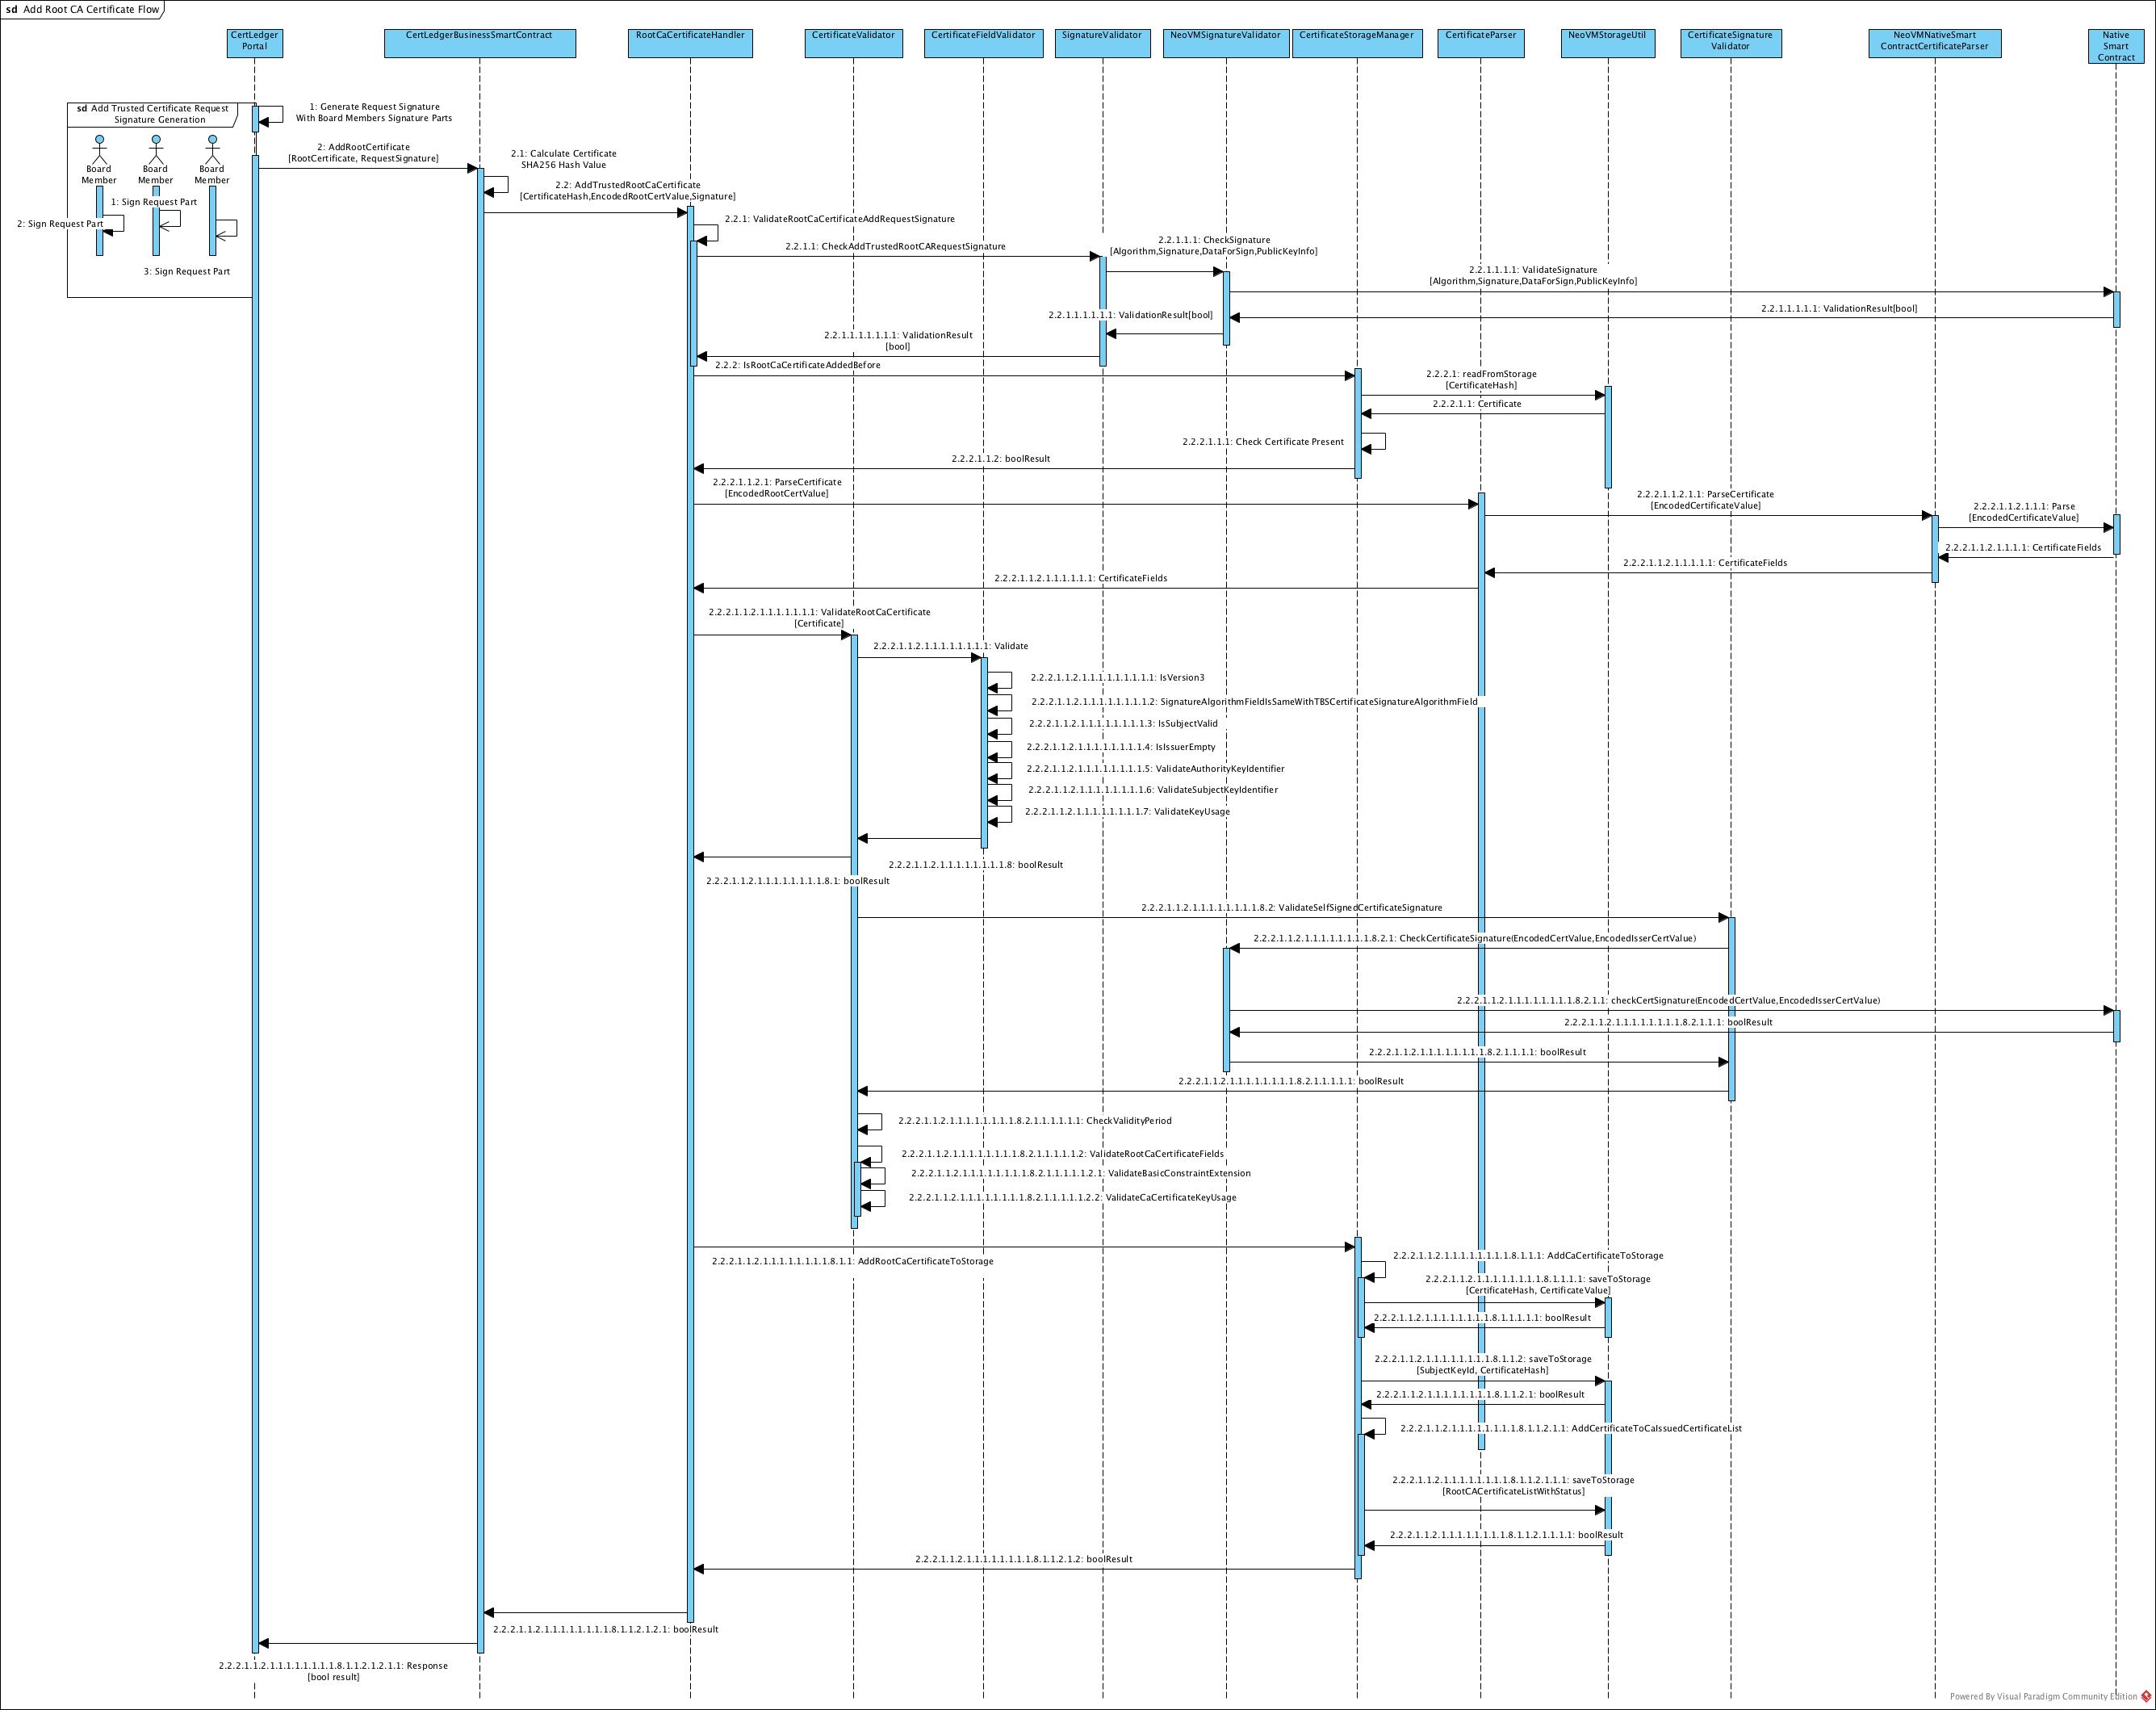 sd Add Root CA Certificate Flow
CertLedger
Portal
CertLedgerBusinessSmartContract
RootCaCertificateHandler
CertificateValidator
CertificateFieldValidator
SignatureValidator
NeoVMSignatureValidator
CertificateStorageManager
CertificateParser
NeoVMStorageUtil
CertificateSignature
Validator
NeoVMNativeSmart
ContractCertificateParser
Native
Smart
Contract
sd Add Trusted Certificate Request
Signature Generation
Board
Member
Board
Member
Board
Member
1: Sign Request Part
2: Sign Request Part
3: Sign Request Part
1: Generate Request Signature
With Board Members Signature Parts
2: AddRootCertificate
[RootCertificate, RequestSignature]
2.1: Calculate Certificate
SHA256 Hash Value
2.2: AddTrustedRootCaCertificate
[CertificateHash,EncodedRootCertValue,Signature]
2.2.1: ValidateRootCaCertificateAddRequestSignature
2.2.1.1: CheckAddTrustedRootCARequestSignature
2.2.1.1.1: CheckSignature
[Algorithm,Signature,DataForSign,PublicKeyInfo]
2.2.1.1.1.1: ValidateSignature
[Algorithm,Signature,DataForSign,PublicKeyInfo]
2.2.1.1.1.1.1: ValidationResult[bool]
2.2.1.1.1.1.1.1: ValidationResult[bool]
2.2.1.1.1.1.1.1.1: ValidationResult
[bool]
2.2.2: IsRootCaCertificateAddedBefore
2.2.2.1: readFromStorage
[CertificateHash]
2.2.2.1.1: Certificate
2.2.2.1.1.1: Check Certificate Present
2.2.2.1.1.2: boolResult
2.2.2.1.1.2.1: ParseCertificate
[EncodedRootCertValue]
2.2.2.1.1.2.1.1: ParseCertificate
[EncodedCertificateValue]
2.2.2.1.1.2.1.1.1: Parse
[EncodedCertificateValue]
2.2.2.1.1.2.1.1.1.1: CertificateFields
2.2.2.1.1.2.1.1.1.1.1: CertificateFields
2.2.2.1.1.2.1.1.1.1.1.1: CertificateFields
2.2.2.1.1.2.1.1.1.1.1.1.1: ValidateRootCaCertificate
[Certificate]
2.2.2.1.1.2.1.1.1.1.1.1.1.1: Validate
2.2.2.1.1.2.1.1.1.1.1.1.1.1.1: IsVersion3
2.2.2.1.1.2.1.1.1.1.1.1.1.1.2: SignatureAlgorithmFieldIsSameWithTBSCertificateSignatureAlgorithmField
2.2.2.1.1.2.1.1.1.1.1.1.1.1.3: IsSubjectValid
2.2.2.1.1.2.1.1.1.1.1.1.1.1.4: IsIssuerEmpty
2.2.2.1.1.2.1.1.1.1.1.1.1.1.5: ValidateAuthorityKeyIdentifier
2.2.2.1.1.2.1.1.1.1.1.1.1.1.6: ValidateSubjectKeyIdentifier
2.2.2.1.1.2.1.1.1.1.1.1.1.1.7: ValidateKeyUsage
2.2.2.1.1.2.1.1.1.1.1.1.1.1.8: boolResult
2.2.2.1.1.2.1.1.1.1.1.1.1.1.8.1: boolResult
2.2.2.1.1.2.1.1.1.1.1.1.1.1.8.2: ValidateSelfSignedCertificateSignature
2.2.2.1.1.2.1.1.1.1.1.1.1.1.8.2.1: CheckCertificateSignature(EncodedCertValue,EncodedIsserCertValue)
2.2.2.1.1.2.1.1.1.1.1.1.1.1.8.2.1.1: checkCertSignature(EncodedCertValue,EncodedIsserCertValue)
2.2.2.1.1.2.1.1.1.1.1.1.1.1.8.2.1.1.1: boolResult
2.2.2.1.1.2.1.1.1.1.1.1.1.1.8.2.1.1.1.1: boolResult
2.2.2.1.1.2.1.1.1.1.1.1.1.1.8.2.1.1.1.1.1: boolResult
2.2.2.1.1.2.1.1.1.1.1.1.1.1.8.2.1.1.1.1.1.1: CheckValidityPeriod
2.2.2.1.1.2.1.1.1.1.1.1.1.1.8.2.1.1.1.1.1.2: ValidateRootCaCertificateFields
2.2.2.1.1.2.1.1.1.1.1.1.1.1.8.2.1.1.1.1.1.2.1: ValidateBasicConstraintExtension
2.2.2.1.1.2.1.1.1.1.1.1.1.1.8.2.1.1.1.1.1.2.2: ValidateCaCertificateKeyUsage
2.2.2.1.1.2.1.1.1.1.1.1.1.1.8.1.1: AddRootCaCertificateToStorage
2.2.2.1.1.2.1.1.1.1.1.1.1.1.8.1.1.1: AddCaCertificateToStorage
2.2.2.1.1.2.1.1.1.1.1.1.1.1.8.1.1.1.1: saveToStorage
[CertificateHash, CertificateValue]
2.2.2.1.1.2.1.1.1.1.1.1.1.1.8.1.1.1.1.1: boolResult
2.2.2.1.1.2.1.1.1.1.1.1.1.1.8.1.1.2: saveToStorage
[SubjectKeyId, CertificateHash]
2.2.2.1.1.2.1.1.1.1.1.1.1.1.8.1.1.2.1: boolResult
2.2.2.1.1.2.1.1.1.1.1.1.1.1.8.1.1.2.1.1: AddCertificateToCaIssuedCertificateList
2.2.2.1.1.2.1.1.1.1.1.1.1.1.8.1.1.2.1.1.1: saveToStorage
[RootCACertificateListWithStatus]
2.2.2.1.1.2.1.1.1.1.1.1.1.1.8.1.1.2.1.1.1.1: boolResult
2.2.2.1.1.2.1.1.1.1.1.1.1.1.8.1.1.2.1.2: boolResult
2.2.2.1.1.2.1.1.1.1.1.1.1.1.8.1.1.2.1.2.1: boolResult
2.2.2.1.1.2.1.1.1.1.1.1.1.1.8.1.1.2.1.2.1.1: Response
[bool result]
Powered By Visual Paradigm Community Edition